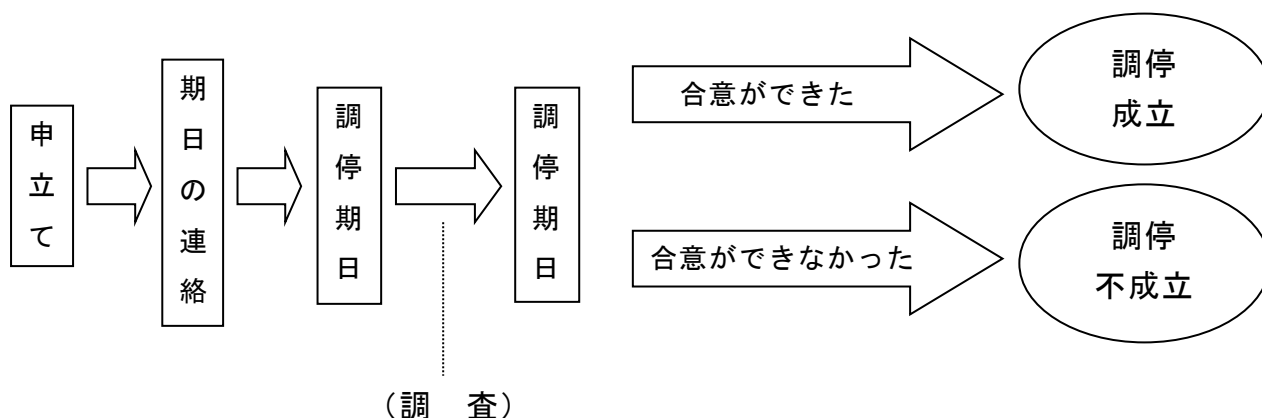 申立て
期日の連絡
調停期日
(調　査)
調停期日
合意ができた
調停
成立
合意ができなかった
調停
不成立